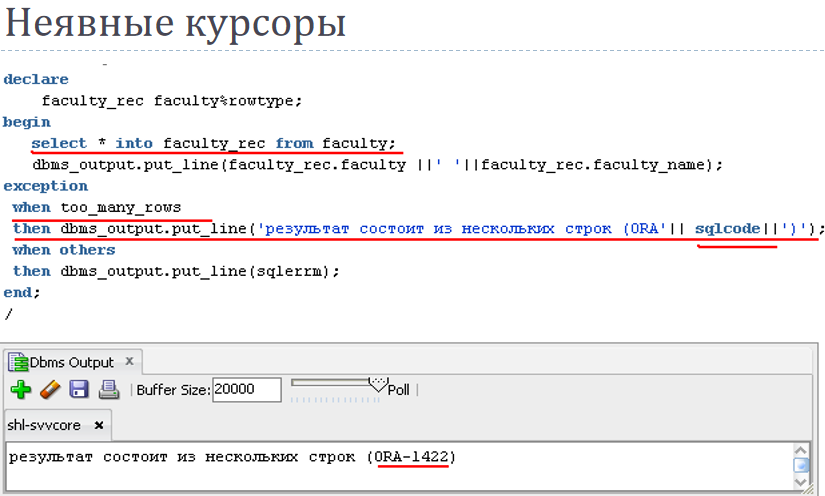 Неявные курсоры
declare
faculty_rec faculty%rowtype;
begin
select * into faculty_rec from faculty;
dbms_output.put_line(faculty_rec.faculty ||' '||faculty_rec.faculty_name);
exception
when too_many_rows
then dbms_output.put_line('результат состоит из нескольких строк (ORA'|| sqlcode||')');
when others
then dbms_output.put_line(sqlerrm);
end;
/
Dbms Output x
Buffer Size: 20000 Poll
shl-svvcore x
результат состоит из нескольких строк (ORA-1422)